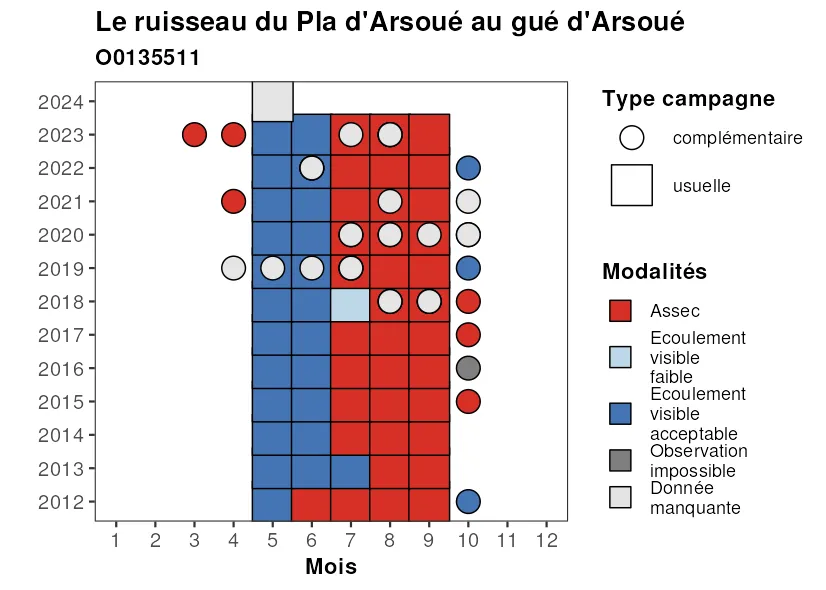 Le ruisseau du Pla d'Arsoué au gué d'Arsoué
O0135511
2024
2023
2022
2021
2020
2019
2018
2017
2016
2015
2014
2013
2012
1 2 3 4 5 6 7 8 9 10 11 12
Mois
Type campagne
complémentaire
usuelle
Modalités
Assec
Ecoulement
visible
faible
Ecoulement
visible
acceptable
Observation
impossible
Donnée
manquante